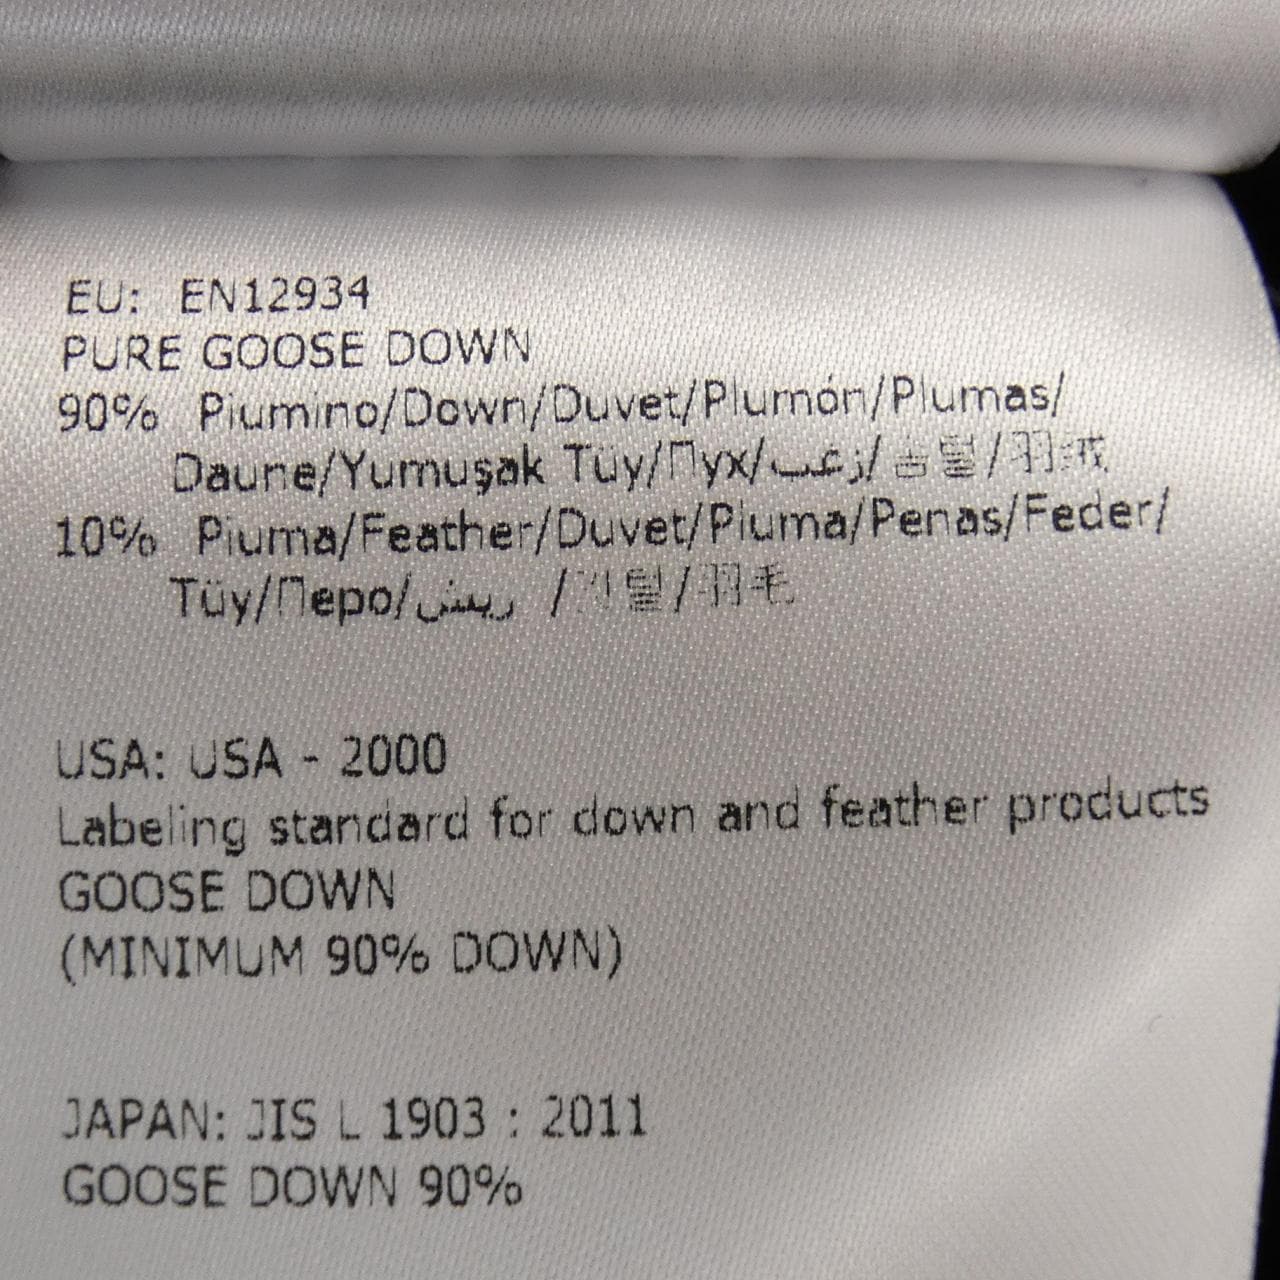 EU: EN12934
PURE GOOSE DOWN
90% Piumino/Down/Duvet/Plumón/Plumas/
Daune/Yumuşak Tüy/Пух/زغب/솜털/羽绒
10% Piuma/Feather/Duvet/Pluma/Penas/Feder/
Tüy/Перо/ريش /깃털/羽毛
USA: USA - 2000
Labeling standard for down and feather products
GOOSE DOWN
(MINIMUM 90% DOWN)
JAPAN: JIS L 1903 : 2011
GOOSE DOWN 90%